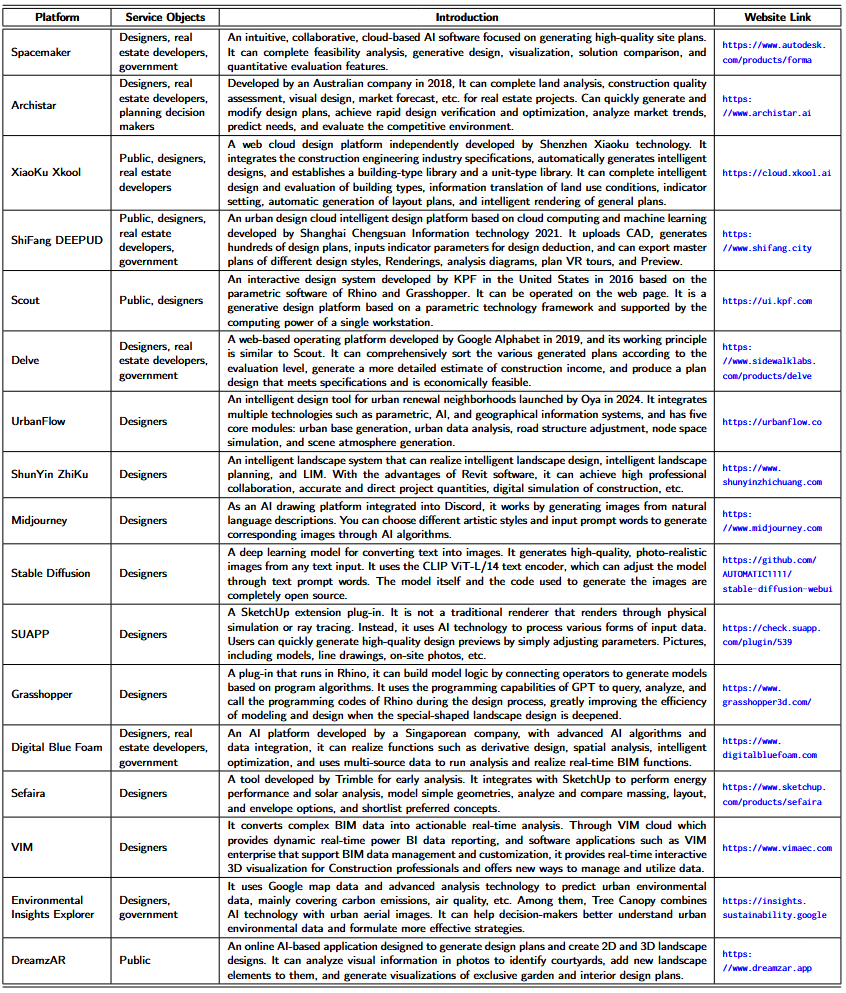 Platform Service Objects Introduction Website Link
Spacemaker
Designers, real
estate developers,
government
An intuitive, collaborative, cloud-based AI software focused on generating high-quality site plans.
It can complete feasibility analysis, generative design, visualization, solution comparison, and
quantitative evaluation features.
https://www.autodesk.
com/products/forma
Archistar
Designers, real
estate developers,
planning decision
makers
Developed by an Australian company in 2018, It can complete land analysis, construction quality
assessment, visual design, market forecast, etc. for real estate projects. Can quickly generate and
modify design plans, achieve rapid design verification and optimization, analyze market trends,
predict needs, and evaluate the competitive environment.
https:
//www.archistar.ai
XiaoKu Xkool
Public, designers,
real estate
developers
A web cloud design platform independently developed by Shenzhen Xiaoku technology. It
integrates the construction engineering industry specifications, automatically generates intelligent
designs, and establishes a building-type library and a unit-type library. It can complete intelligent
design and evaluation of building types, information translation of land use conditions, indicator
setting, automatic generation of layout plans, and intelligent rendering of general plans.
https://cloud.xkool.ai
ShiFang DEEPUD
Public, designers,
real estate
developers,
government
An urban design cloud intelligent design platform based on cloud computing and machine learning
developed by Shanghai Chengsuan Information technology 2021. It uploads CAD, generates
hundreds of design plans, inputs indicator parameters for design deduction, and can export master
plans of different design styles, Renderings, analysis diagrams, plan VR tours, and Preview.
https:
//www.shifang.city
Scout
Public, designers
An interactive design system developed by KPF in the United States in 2016 based on the
parametric software of Rhino and Grasshopper. It can be operated on the web page. It is a
generative design platform based on a parametric technology framework and supported by the
computing power of a single workstation.
https://ui.kpf.com
Delve
Designers, real
estate developers,
government
A web-based operating platform developed by Google Alphabet in 2019, and its working principle
is similar to Scout. It can comprehensively sort the various generated plans according to the
evaluation level, generate a more detailed estimate of construction income, and produce a plan
design that meets specifications and is economically feasible.
https:
//www.sidewalklabs.
com/products/delve
UrbanFlow
Designers
An intelligent design tool for urban renewal neighborhoods launched by Oya in 2024. It integrates
multiple technologies such as parametric, AI, and geographical information systems, and has five
core modules: urban base generation, urban data analysis, road structure adjustment, node space
simulation, and scene atmosphere generation.
https://urbanflow.co
ShunYin ZhiKu
Designers
An intelligent landscape system that can realize intelligent landscape design, intelligent landscape
planning, and LIM. With the advantages of Revit software, it can achieve high professional
collaboration, accurate and direct project quantities, digital simulation of construction, etc.
https://www.
shunyinzhichuang.com
Midjourney
Designers
As an AI drawing platform integrated into Discord, it works by generating images from natural
language descriptions. You can choose different artistic styles and input prompt words to generate
corresponding images through AI algorithms.
https:
//www.midjourney.com
Stable Diffusion
Designers
A deep learning model for converting text into images. It generates high-quality, photo-realistic
images from any text input. It uses the CLIP ViT-L/14 text encoder, which can adjust the model
through text prompt words. The model itself and the code used to generate the images are
completely open source.
https://github.com/
AUTOMATIC1111/
stable-diffusion-webui
SUAPP
Designers
A SketchUp extension plug-in. It is not a traditional renderer that renders through physical
simulation or ray tracing. Instead, it uses AI technology to process various forms of input data.
Users can quickly generate high-quality design previews by simply adjusting parameters. Pictures,
including models, line drawings, on-site photos, etc.
https://check.suapp.
com/plugin/539
Grasshopper
Designers
A plug-in that runs in Rhino, it can build model logic by connecting operators to generate models
based on program algorithms. It uses the programming capabilities of GPT to query, analyze, and
call the programming codes of Rhino during the design process, greatly improving the efficiency
of modeling and design when the special-shaped landscape design is deepened.
https://www.
grasshopper3d.com/
Digital Blue Foam
Designers, real
estate developers,
government
An AI platform developed by a Singaporean company, with advanced AI algorithms and
data integration, it can realize functions such as derivative design, spatial analysis, intelligent
optimization, and uses multi-source data to run analysis and realize real-time BIM functions.
https://www.
digitalbluefoam.com
Sefaira
Designers
A tool developed by Trimble for early analysis. It integrates with SketchUp to perform energy
performance and solar analysis, model simple geometries, analyze and compare massing, layout,
and envelope options, and shortlist preferred concepts.
https://www.sketchup.
com/products/sefaira
VIM
Designers
It converts complex BIM data into actionable real-time analysis. Through VIM cloud which
provides dynamic real-time power BI data reporting, and software applications such as VIM
enterprise that support BIM data management and customization, it provides real-time interactive
3D visualization for Construction professionals and offers new ways to manage and utilize data.
https://www.vimaec.com
Environmental
Insights Explorer
Designers,
government
It uses Google map data and advanced analysis technology to predict urban environmental
data, mainly covering carbon emissions, air quality, etc. Among them, Tree Canopy combines
AI technology with urban aerial images. It can help decision-makers better understand urban
environmental data and formulate more effective strategies.
https://insights.
sustainability.google
DreamzAR
Public
An online AI-based application designed to generate design plans and create 2D and 3D landscape
designs. It can analyze visual information in photos to identify courtyards, add new landscape
elements to them, and generate visualizations of exclusive garden and interior design plans.
https:
//www.dreamzar.app